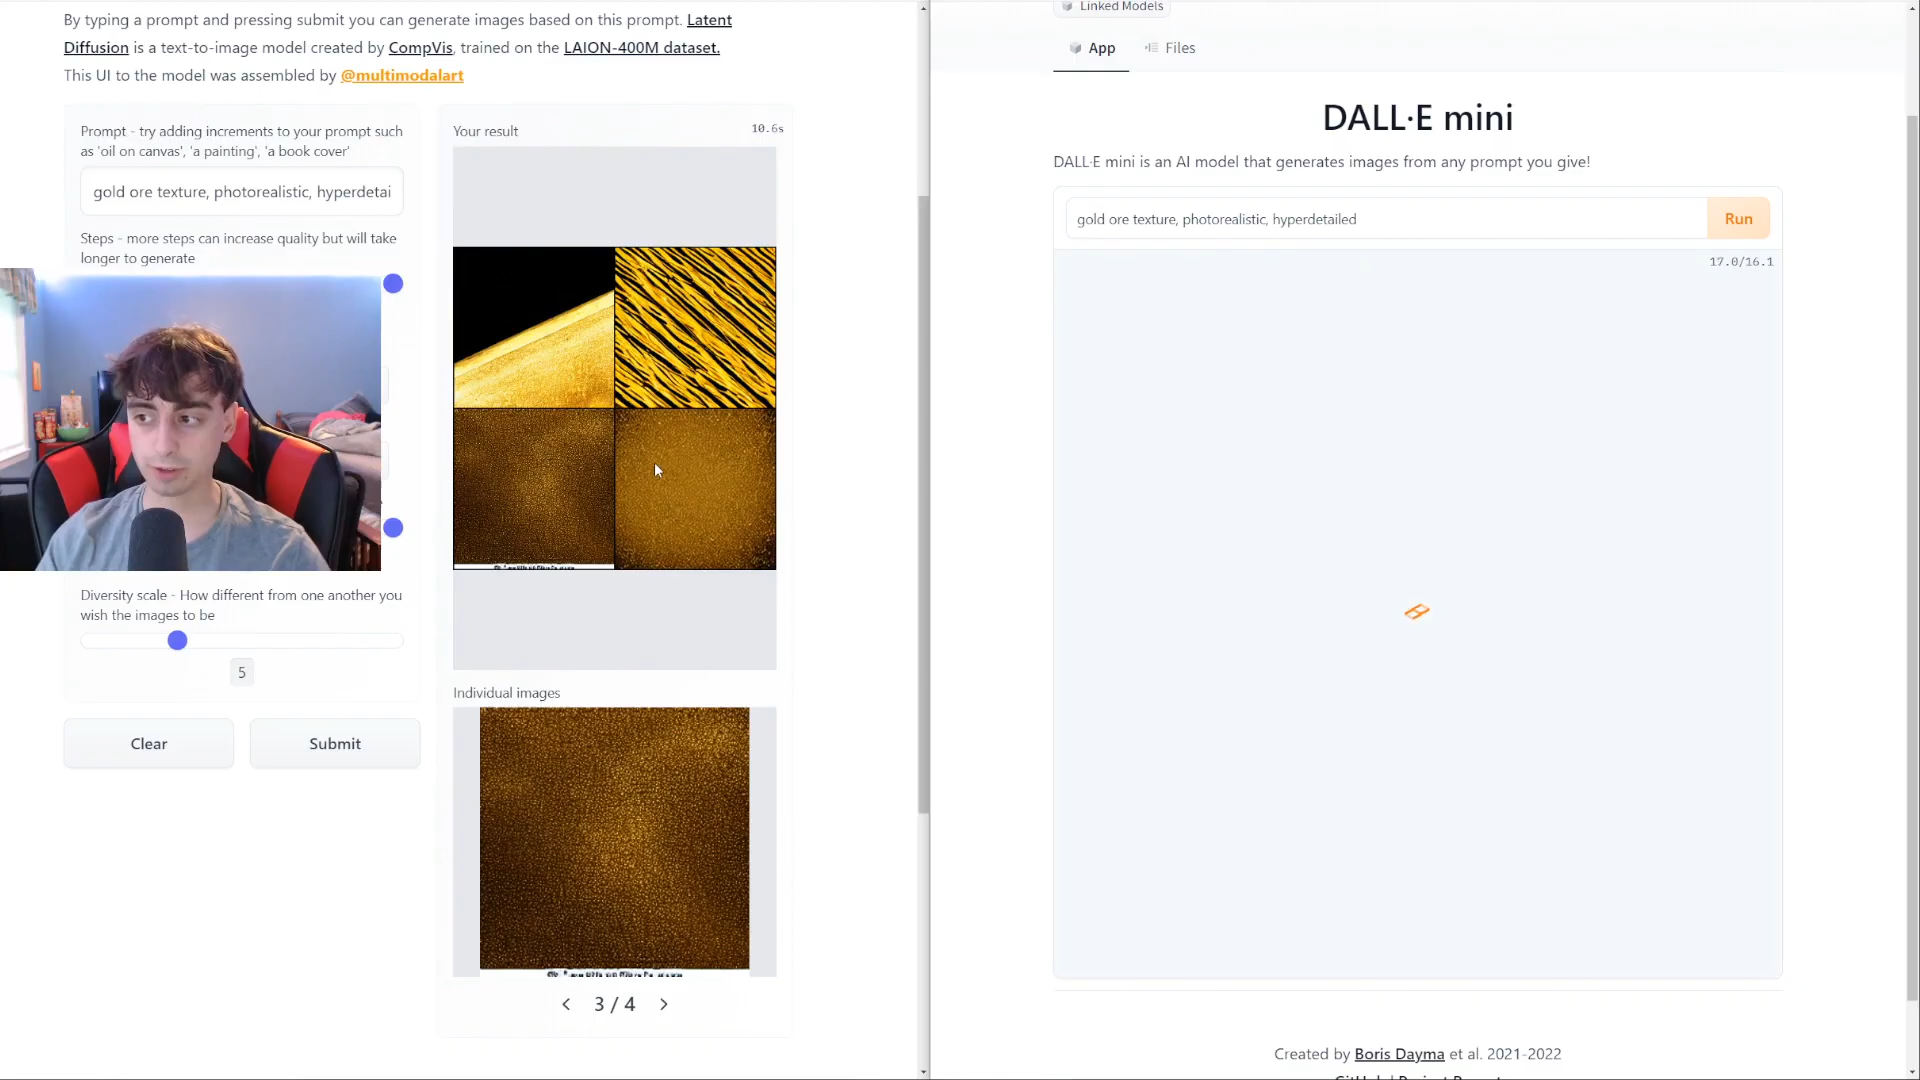 By typing a prompt and pressing submit you can generate images based on this prompt. Latent
Diffusion is a text-to-image model created by CompVis, trained on the LAION-400M dataset.
This UI to the model was assembled by @multimodalart
Prompt - try adding increments to your prompt such
as 'oil on canvas', 'a painting', 'a book cover'
gold ore texture, photorealistic, hyperdetai
Steps - more steps can increase quality but will take
longer to generate
Diversity scale - How different from one another you
wish the images to be
5
Clear
Submit
Your result
10.6s
Individual images
3 / 4
Linked Models
App
Files
DALL·E mini
DALL·E mini is an AI model that generates images from any prompt you give!
gold ore texture, photorealistic, hyperdetailed
Run
17.0/16.1
Created by Boris Dayma et al. 2021-2022
GitHub | Project Report